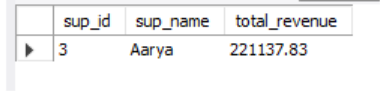 sup_id sup_name total_revenue
3 Aarya 221137.83